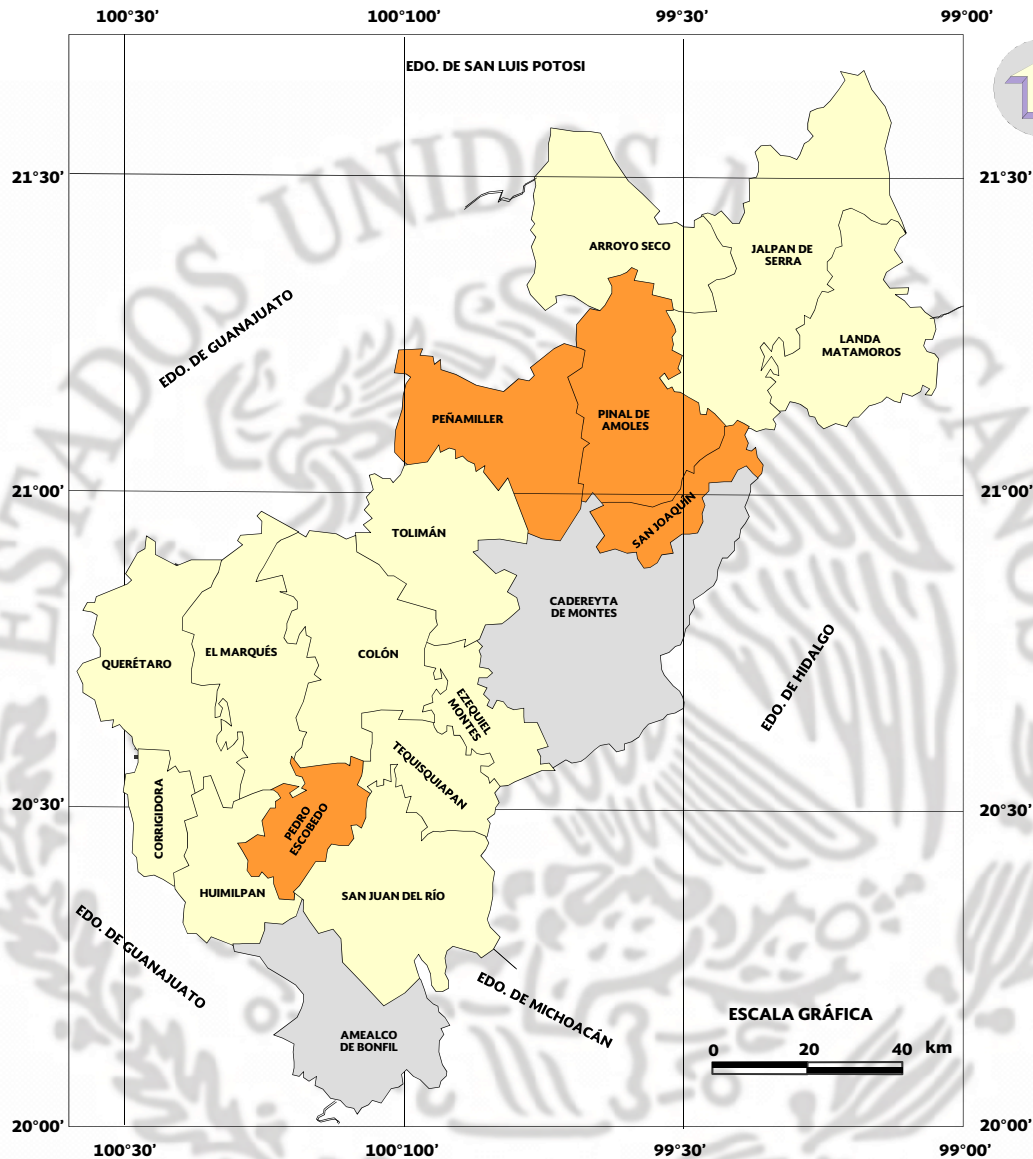 100°30'
100°00'
99°30'
99°00'
EDO. DE SAN LUIS POTOSI
21°30'
21°30'
ARROYO SECO
JALPAN DE
SERRA
EDO. DE GUANAJUATO
LANDA
MATAMOROS
PEÑAMILLER
PINAL DE
AMOLES
21°00'
21°00'
SAN JOAQUÍN
TOLIMÁN
CADEREYTA
DE MONTES
EL MARQUÉS
COLÓN
QUERÉTARO
EDO. DE HIDALGO
EZEQUIEL
MONTES
TEQUISQUIAPAN
20°30'
20°30'
CORRIGIDORA
PEDRO
ESCOBEDO
HUIMILPAN
SAN JUAN DEL RÍO
EDO. DE GUANAJUATO
EDO. DE MICHOACÁN
ESCALA GRÁFICA
0
20
40
km
AMEALCO
DE BONFIL
20°00'
20°00'
100°30'
100°00'
99°30'
99°00'
ESTADOS UNIDOS